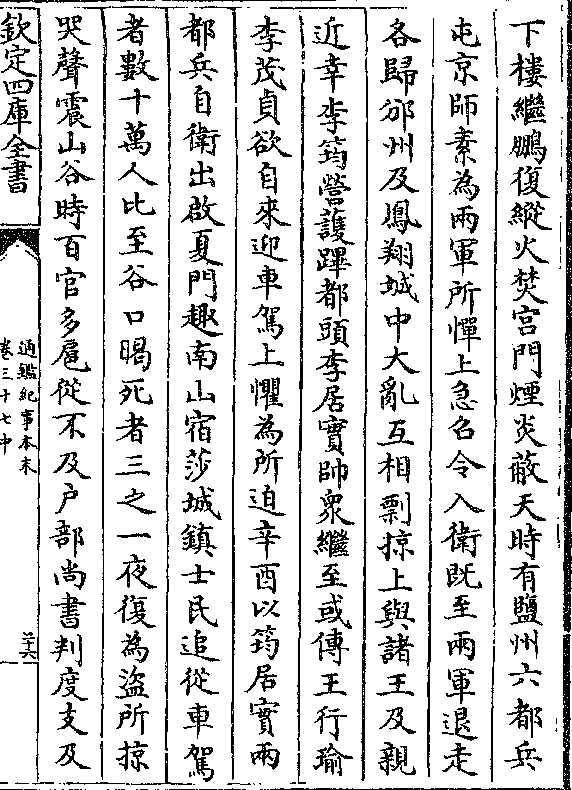 下樓繼鵬復縱火焚宫門煙炎蔽天時有鹽州六都兵
屯京師素為兩軍所憚上急召令入衛既至兩軍退走
各歸邠州及鳳翔城中大亂互相剽掠上與諸王及親
近幸李筠營護蹕都頭李居實帥衆繼至或傳王行瑜
李茂貞欲自來迎車駕上懼為所迫辛酉以筠居實兩
都兵自衛出啟夏門趣南山宿莎城鎮士民追從車駕
者數十萬人比至谷口暍死者三之一夜復為盜所掠
哭聲震山谷時百官多扈從不及户部尚書判度支及
欽定四庫全書
通鑑紀事本末
卷三十七中
二十六